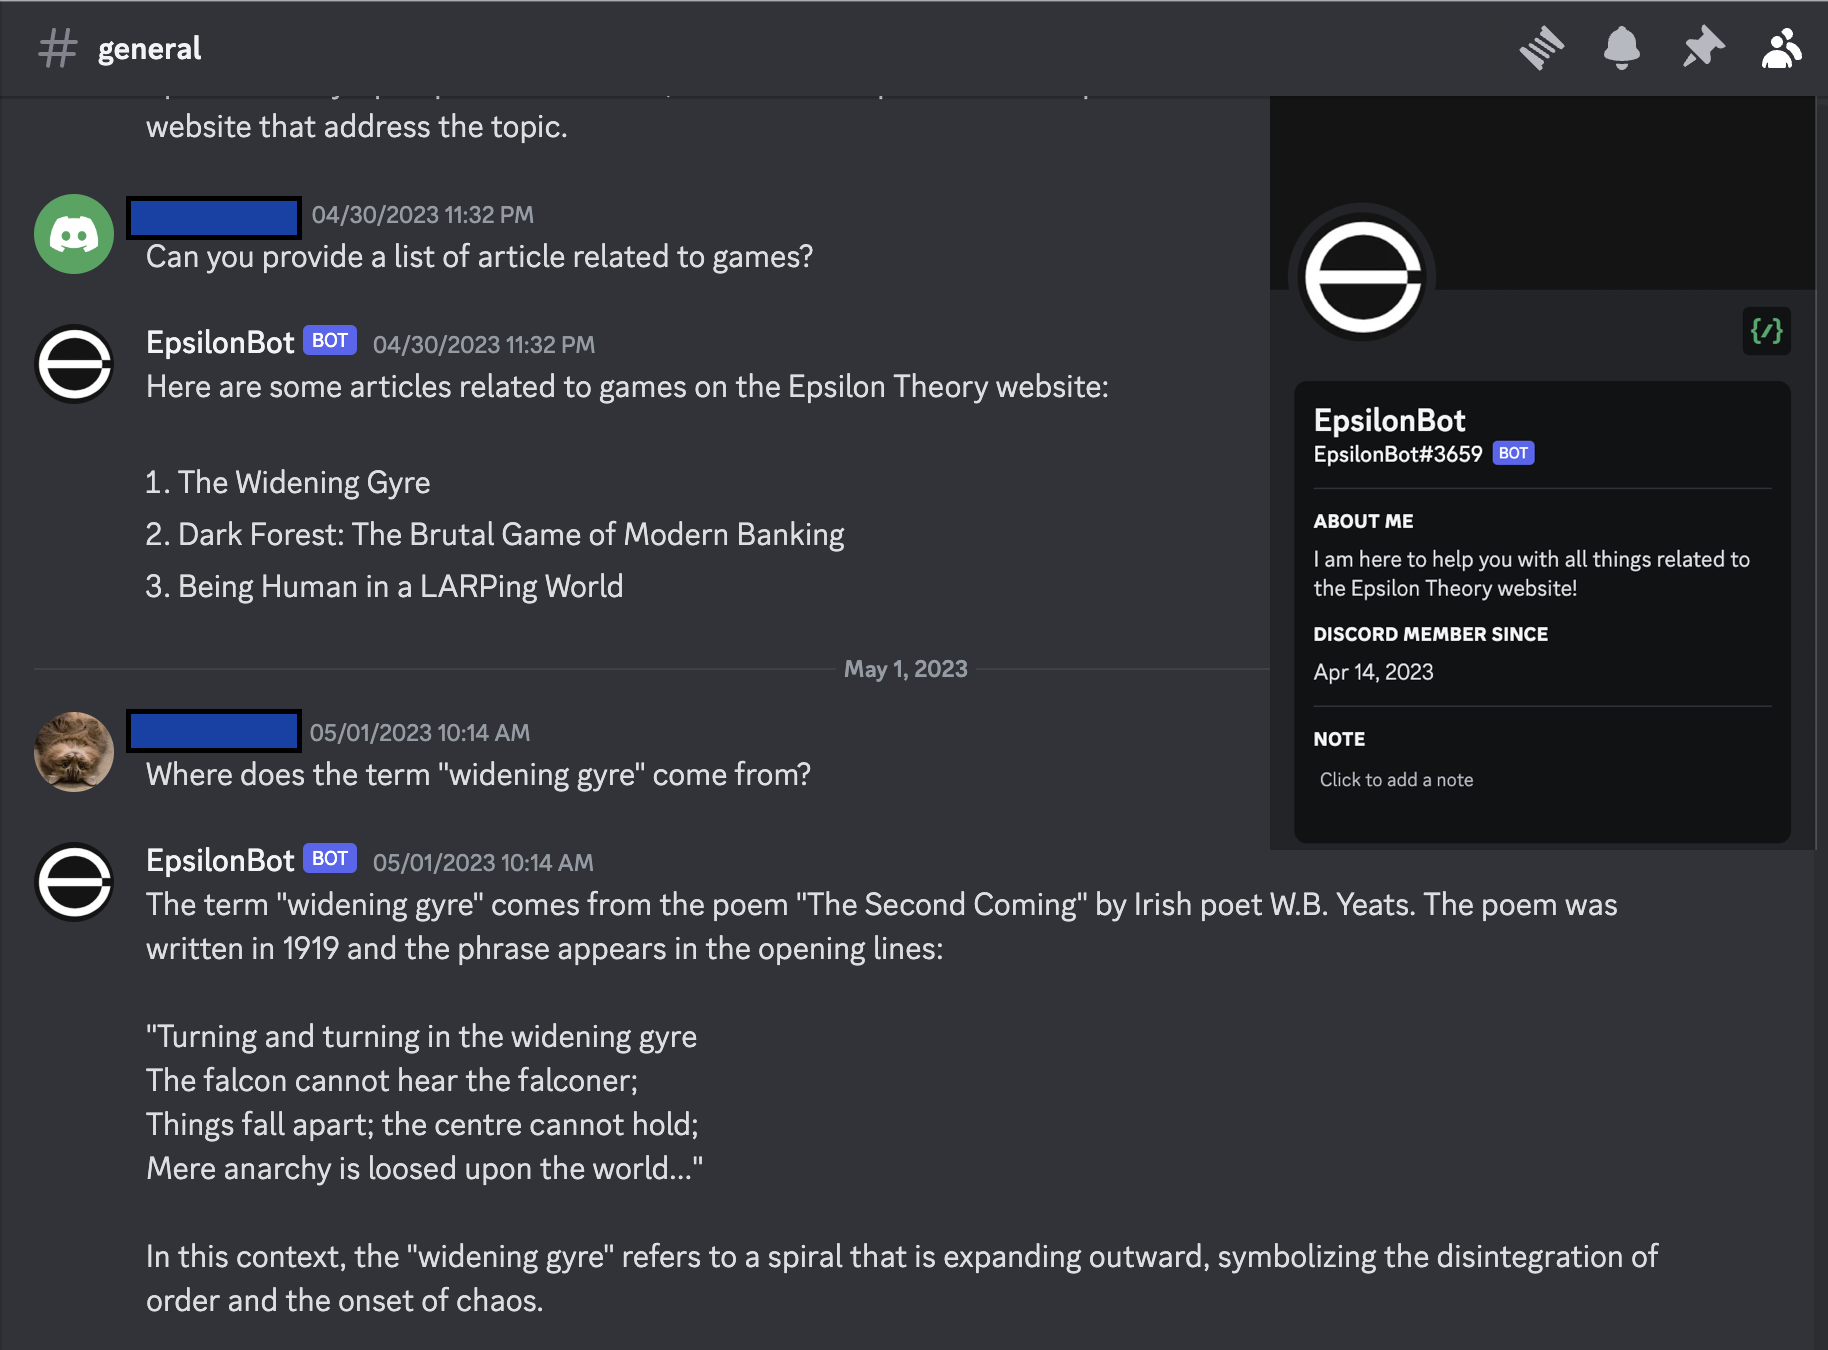 general
website that address the topic.
04/30/2023 11:32 PM
Can you provide a list of article related to games?
EpsilonBot BOT 04/30/2023 11:32 PM
Here are some articles related to games on the Epsilon Theory website:
1. The Widening Gyre
2. Dark Forest: The Brutal Game of Modern Banking
3. Being Human in a LARPing World
May 1, 2023
05/01/2023 10:14 AM
Where does the term "widening gyre" come from?
EpsilonBot BOT 05/01/2023 10:14 AM
The term "widening gyre" comes from the poem "The Second Coming" by Irish poet W.B. Yeats. The poem was
written in 1919 and the phrase appears in the opening lines:
"Turning and turning in the widening gyre
The falcon cannot hear the falconer;
Things fall apart; the centre cannot hold;
Mere anarchy is loosed upon the world..."
In this context, the "widening gyre" refers to a spiral that is expanding outward, symbolizing the disintegration of
order and the onset of chaos.
EpsilonBot
EpsilonBot#3659 BOT
ABOUT ME
I am here to help you with all things related to
the Epsilon Theory website!
DISCORD MEMBER SINCE
Apr 14, 2023
NOTE
Click to add a note